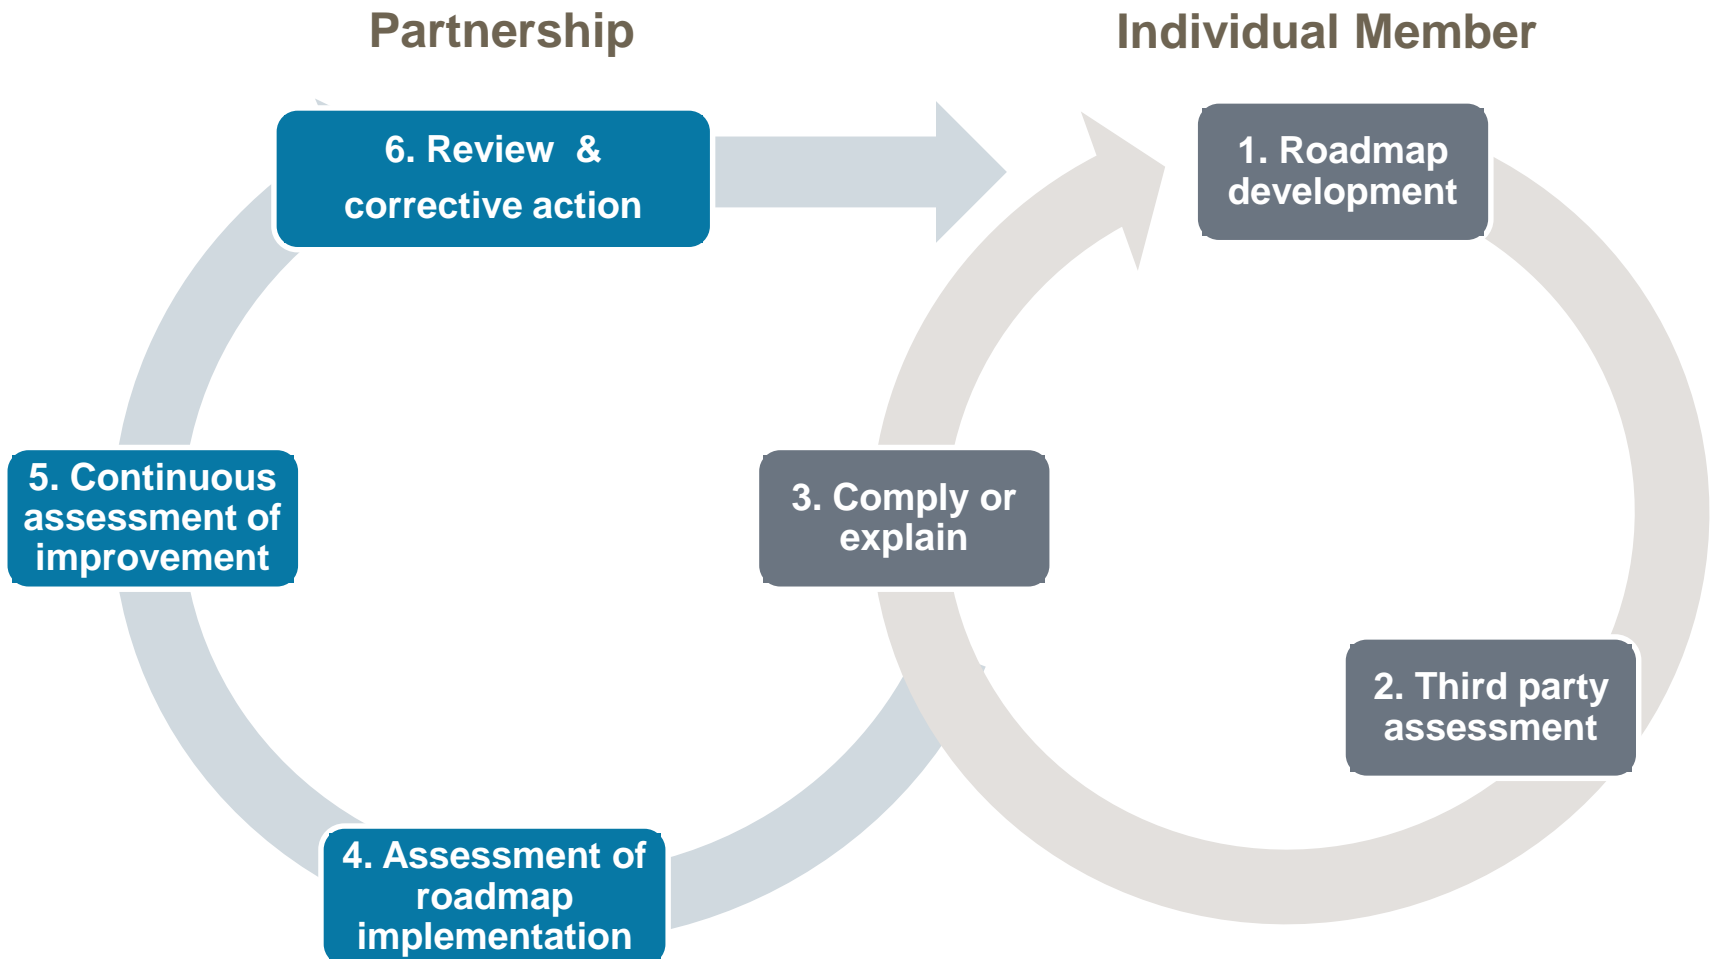 Partnership
Individual Member
6. Review  &
corrective action
1. Roadmap
development
5. Continuous
assessment of
improvement
3. Comply or
explain
2. Third party
assessment
4. Assessment of
roadmap
implementation